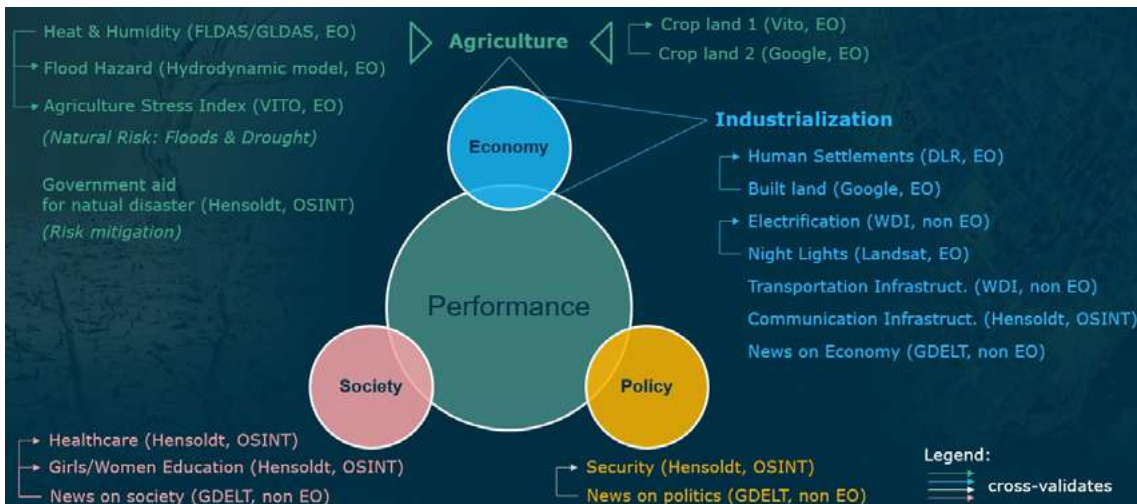 Heat & Humidity (FLDAS/GLDAS, EO)
Flood Hazard (Hydrodynamic model, EO)
Agriculture Stress Index (VITO, EO)
(Natural Risk: Floods & Drought)
Government aid
for natual disaster (Hensoldt, OSINT)
(Risk mitigation)
Agriculture
Crop land 1 (Vito, EO)
Crop land 2 (Google, EO)
Economy
Industrialization
Human Settlements (DLR, EO)
Built land (Google, EO)
Electrification (WDI, non EO)
Night Lights (Landsat, EO)
Transportation Infrastruct. (WDI, non EO)
Communication Infrastruct. (Hensoldt, OSINT)
News on Economy (GDELT, non EO)
Performance
Society
Policy
Healthcare (Hensoldt, OSINT)
Girls/Women Education (Hensoldt, OSINT)
News on society (GDELT, non EO)
Security (Hensoldt, OSINT)
News on politics (GDELT, non EO)
Legend:
cross-validates